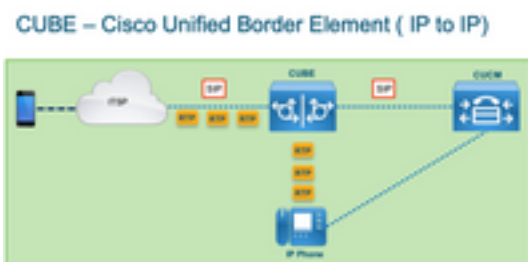 CUBE – Cisco Unified Border Element ( IP to IP)
CUBE
CUCM
SIP
SIP
ITSP
RTP RTP RTP
RTP
RTP
RTP
IP Phone